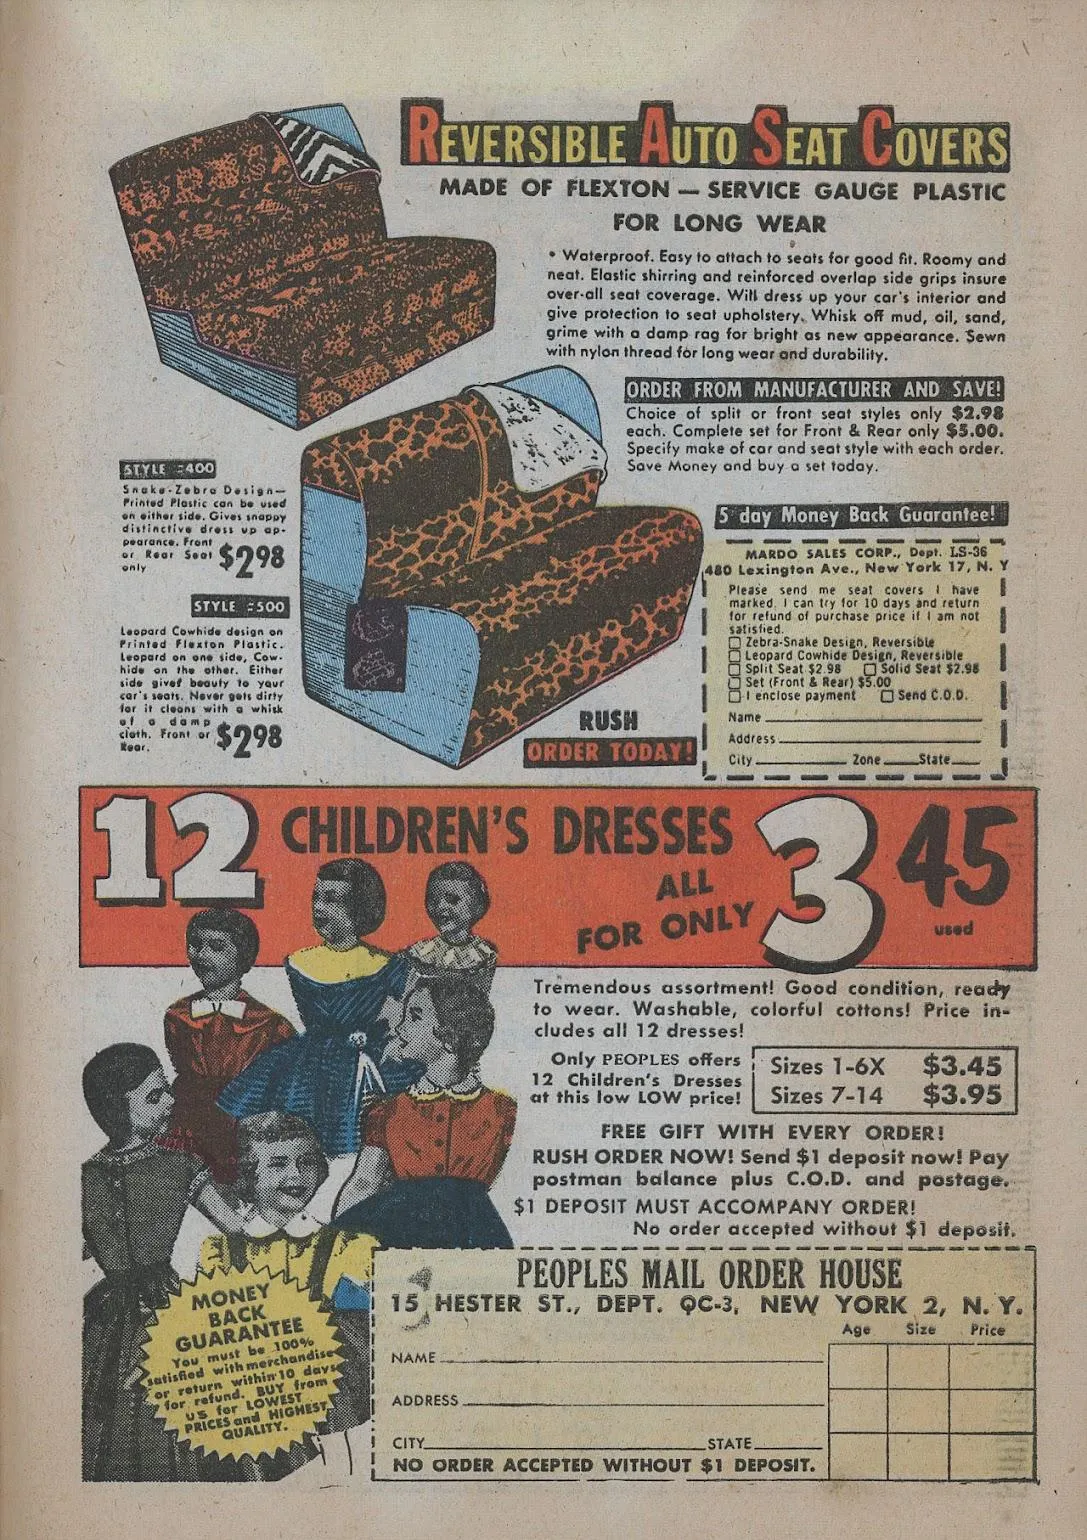 REVERSIBLE AUTO SEAT COVERS
MADE OF FLEXTON — SERVICE GAUGE PLASTIC
FOR LONG WEAR
• Waterproof. Easy to attach to seats for good fit. Roomy and
neat. Elastic shirring and reinforced overlap side grips insure
over-all seat coverage. Will dress up your car's interior and
give protection to seat upholstery. Whisk off mud, oil, sand,
grime with a damp rag for bright as new appearance. Sewn
with nylon thread for long wear and durability.
ORDER FROM MANUFACTURER AND SAVE!
Choice of split or front seat styles only $2.98
each. Complete set for Front & Rear only $5.00.
Specify make of car and seat style with each order.
Save Money and buy a set today.
STYLE #400
Snake-Zebra Design—
Printed Plastic can be used
on either side. Gives snappy
distinctive dress up ap-
pearance. Front
or Rear Seat
only $2 98
STYLE #500
Leopard Cowhide design on
Printed Flexton Plastic.
Leopard on one side, Cow-
hide on the other. Either
side gives beauty to your
car's seats. Never gets dirty
for it cleans with a whisk
of a damp
cloth. Front or
Rear. $2 98
RUSH
ORDER TODAY!
5 day Money Back Guarantee!
MARDO SALES CORP., Dept. LS-36
480 Lexington Ave., New York 17, N. Y
Please send me seat covers I have
marked. I can try for 10 days and return
for refund of purchase price if I am not
satisfied.
Zebra-Snake Design, Reversible
Leopard Cowhide Design, Reversible
Split Seat $2.98 Solid Seat $2.98
Set (Front & Rear) $5.00
I enclose payment Send C.O.D.
Name
Address
City Zone State
12 CHILDREN'S DRESSES
ALL
FOR ONLY
3 45
used
Tremendous assortment! Good condition, ready
to wear. Washable, colorful cottons! Price in-
cludes all 12 dresses!
Only PEOPLES offers
12 Children's Dresses
at this low LOW price!
Sizes 1-6X $3.45
Sizes 7-14 $3.95
FREE GIFT WITH EVERY ORDER!
RUSH ORDER NOW! Send $1 deposit now! Pay
postman balance plus C.O.D. and postage.
$1 DEPOSIT MUST ACCOMPANY ORDER!
No order accepted without $1 deposit.
MONEY
BACK
GUARANTEE
You must be 100%
satisfied with merchandise
or return within 10 days
for refund. BUY from
US for LOWEST
PRICES and HIGHEST
QUALITY.
PEOPLES MAIL ORDER HOUSE
15 HESTER ST., DEPT. QC-3, NEW YORK 2, N. Y.
Age Size Price
NAME
ADDRESS
CITY STATE
NO ORDER ACCEPTED WITHOUT $1 DEPOSIT.